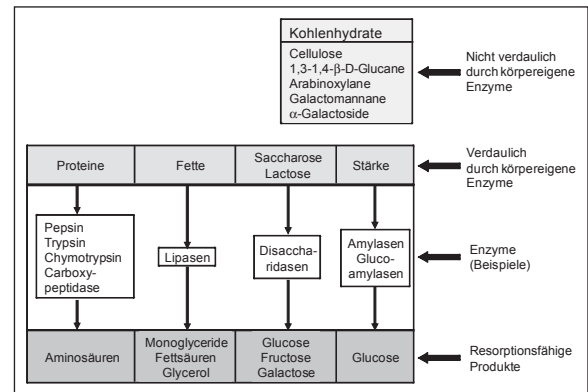 Kohlenhydrate
Cellulose
1,3-1,4-β-D-Glucane
Arabinoxylane
Galactomannane
α-Galactoside
Nicht verdaulich
durch körpereigene
Enzyme
Proteine
Fette
Saccharose
Lactose
Stärke
Verdaulich
durch körpereigene
Enzyme
Pepsin
Trypsin
Chymotrypsin
Carboxy-
peptidase
Lipasen
Disaccha-
ridasen
Amylasen
Gluco-
amylasen
Enzyme
(Beispiele)
Aminosäuren
Monoglyceride
Fettsäuren
Glycerol
Glucose
Fructose
Galactose
Glucose
Resorptionsfähige
Produkte